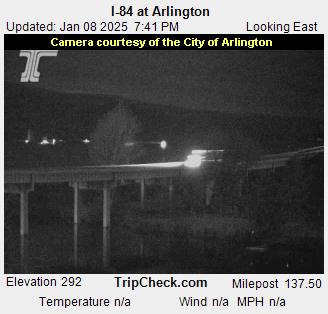 I-84 at Arlington
Updated: Jan 08 2025 7:41 PM Looking East
Camera courtesy of the City of Arlington
Elevation 292 TripCheck.com Milepost 137.50
Temperature n/a Wind n/a MPH n/a